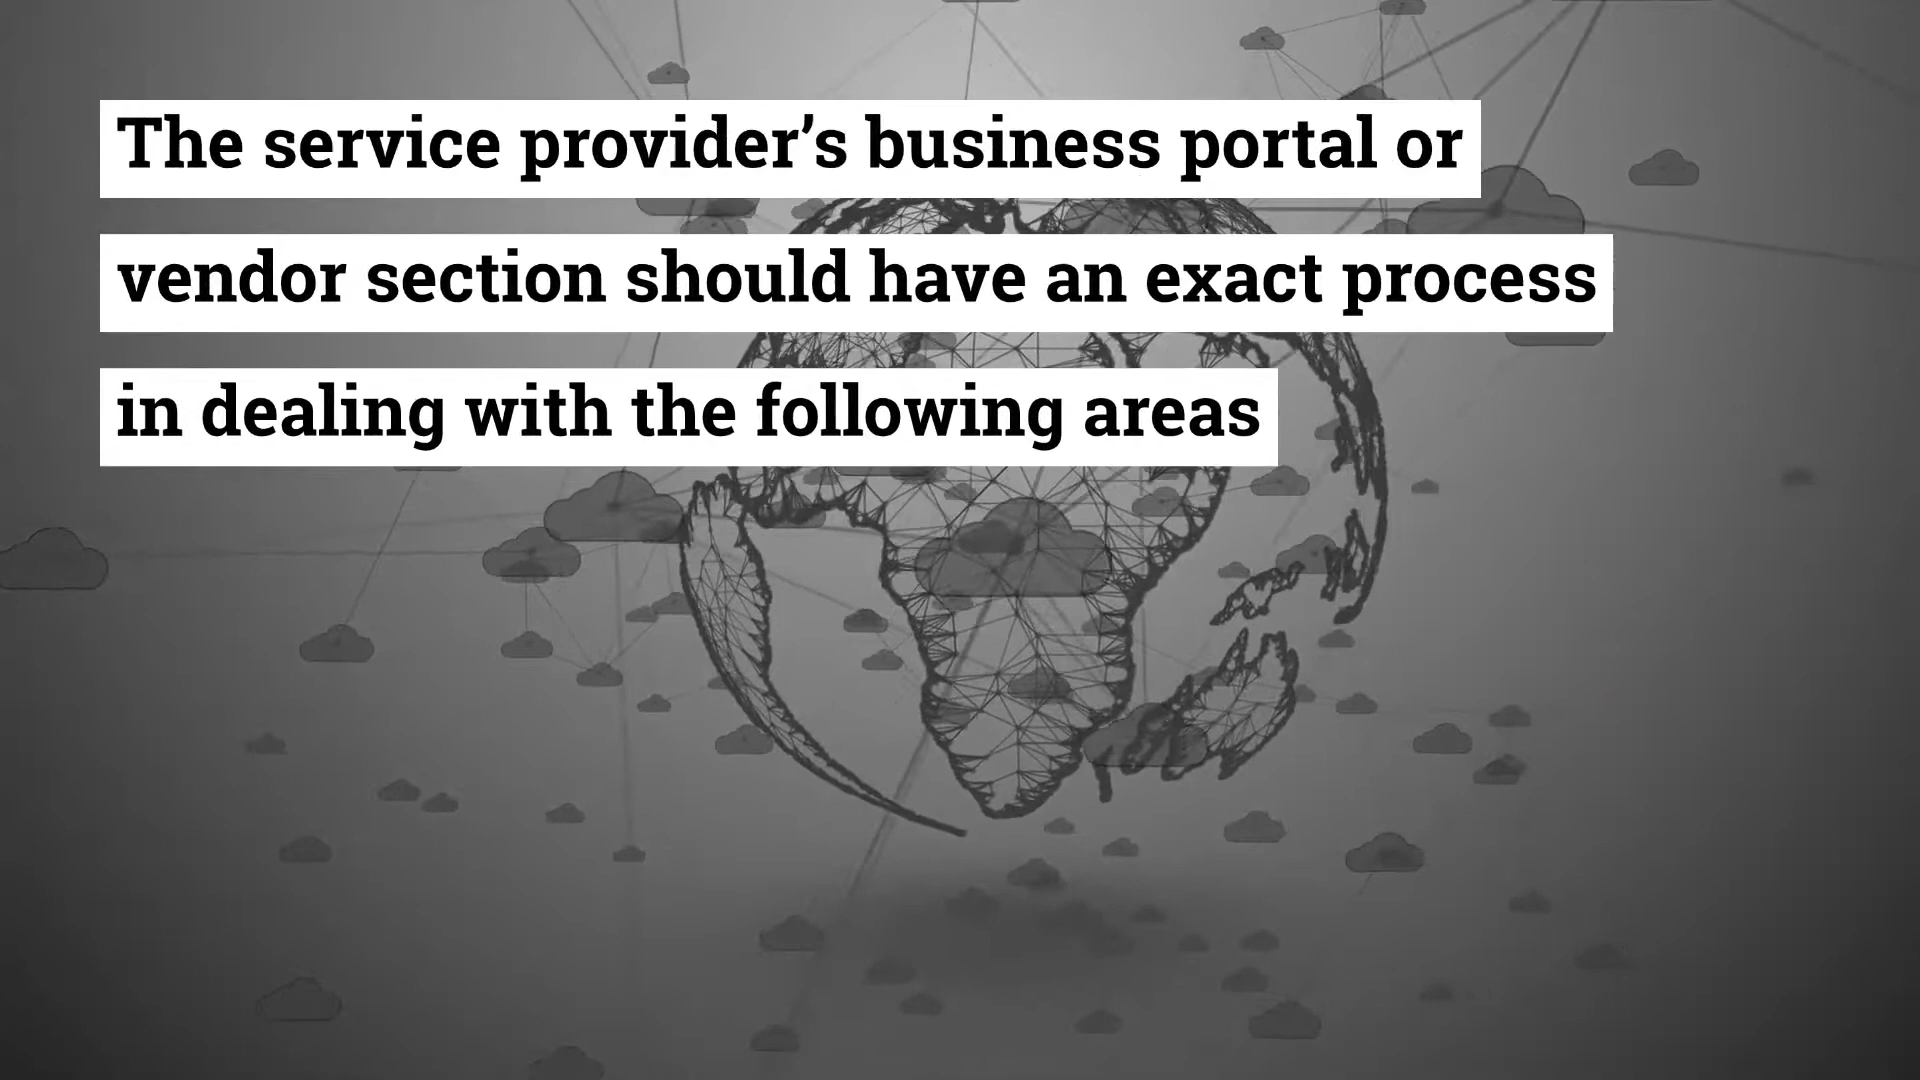 The service provider’s business portal or
vendor section should have an exact process
in dealing with the following areas